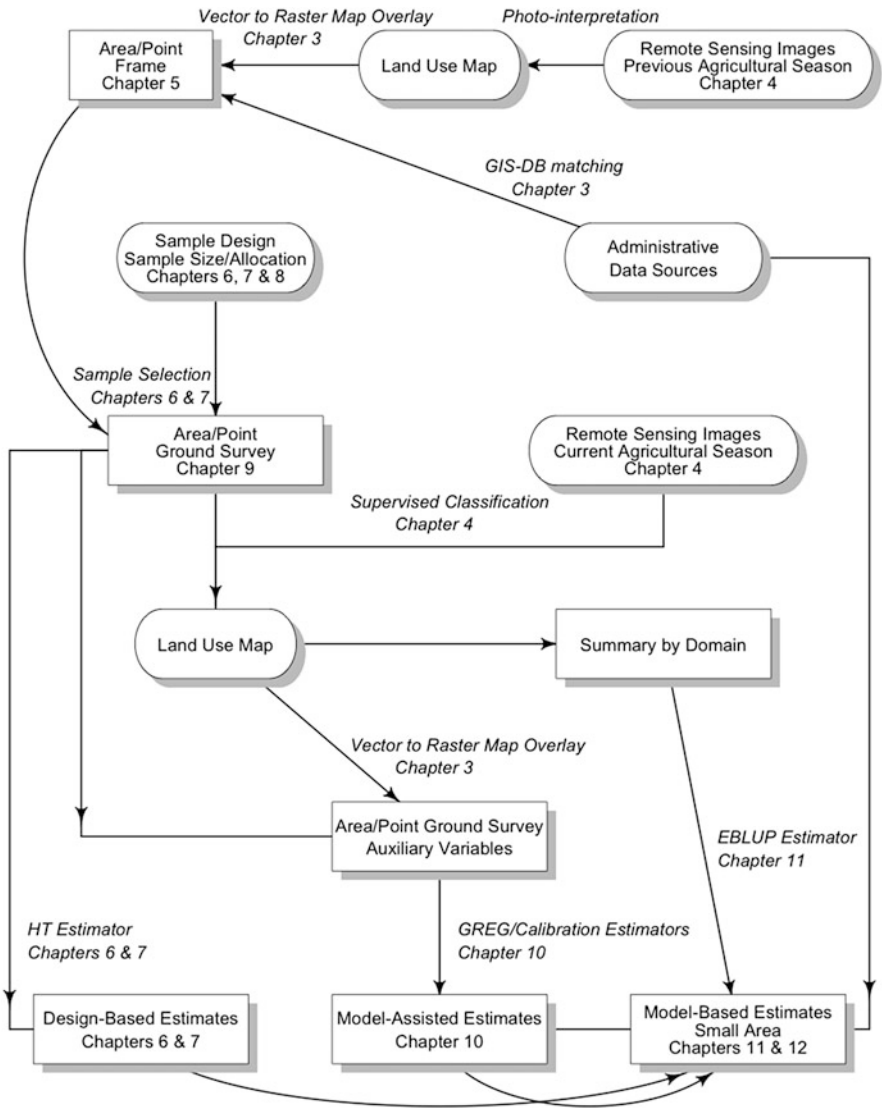 Vector to Raster Map Overlay
Chapter 3
Photo-interpretation
Area/Point
Frame
Chapter 5
Land Use Map
Remote Sensing Images
Previous Agricultural Season
Chapter 4
GIS-DB matching
Chapter 3
Sample Design
Sample Size/Allocation
Chapters 6, 7 & 8
Administrative
Data Sources
Sample Selection
Chapters 6 & 7
Area/Point
Ground Survey
Chapter 9
Remote Sensing Images
Current Agricultural Season
Chapter 4
Supervised Classification
Chapter 4
Land Use Map
Summary by Domain
Vector to Raster Map Overlay
Chapter 3
Area/Point Ground Survey
Auxiliary Variables
EBLUP Estimator
Chapter 11
HT Estimator
Chapters 6 & 7
GREG/Calibration Estimators
Chapter 10
Design-Based Estimates
Chapters 6 & 7
Model-Assisted Estimates
Chapter 10
Model-Based Estimates
Small Area
Chapters 11 & 12